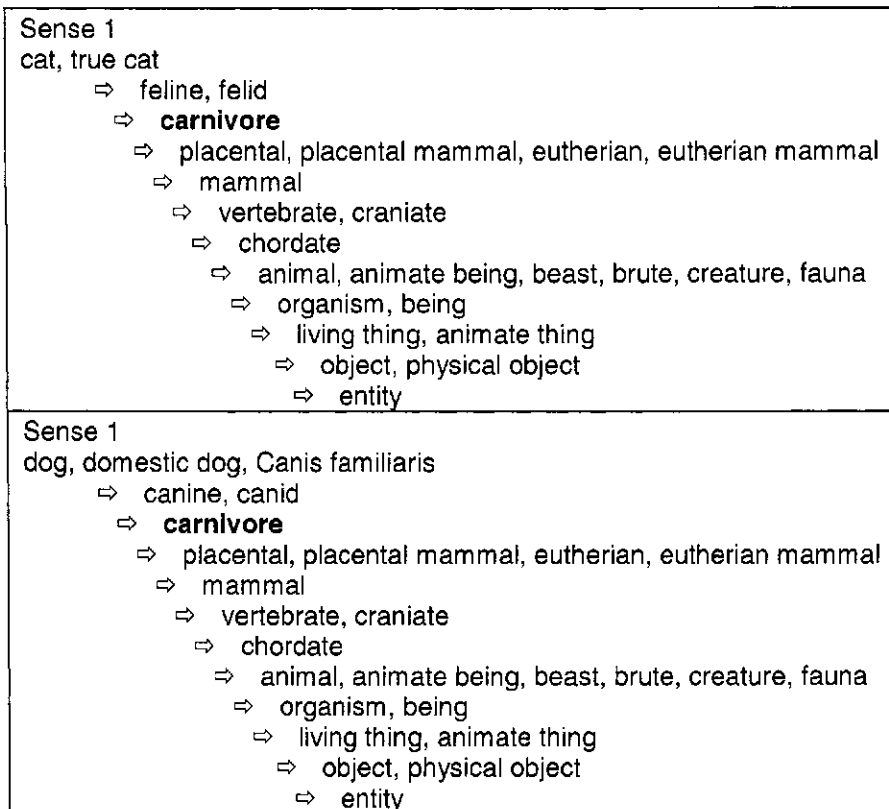 Sense 1
cat, true cat
⇨ feline, felid
⇨ carnivore
⇨ placental, placental mammal, eutherian, eutherian mammal
⇨ mammal
⇨ vertebrate, craniate
⇨ chordate
⇨ animal, animate being, beast, brute, creature, fauna
⇨ organism, being
⇨ living thing, animate thing
⇨ object, physical object
⇨ entity
Sense 1
dog, domestic dog, Canis familiaris
⇨ canine, canid
⇨ carnivore
⇨ placental, placental mammal, eutherian, eutherian mammal
⇨ mammal
⇨ vertebrate, craniate
⇨ chordate
⇨ animal, animate being, beast, brute, creature, fauna
⇨ organism, being
⇨ living thing, animate thing
⇨ object, physical object
⇨ entity